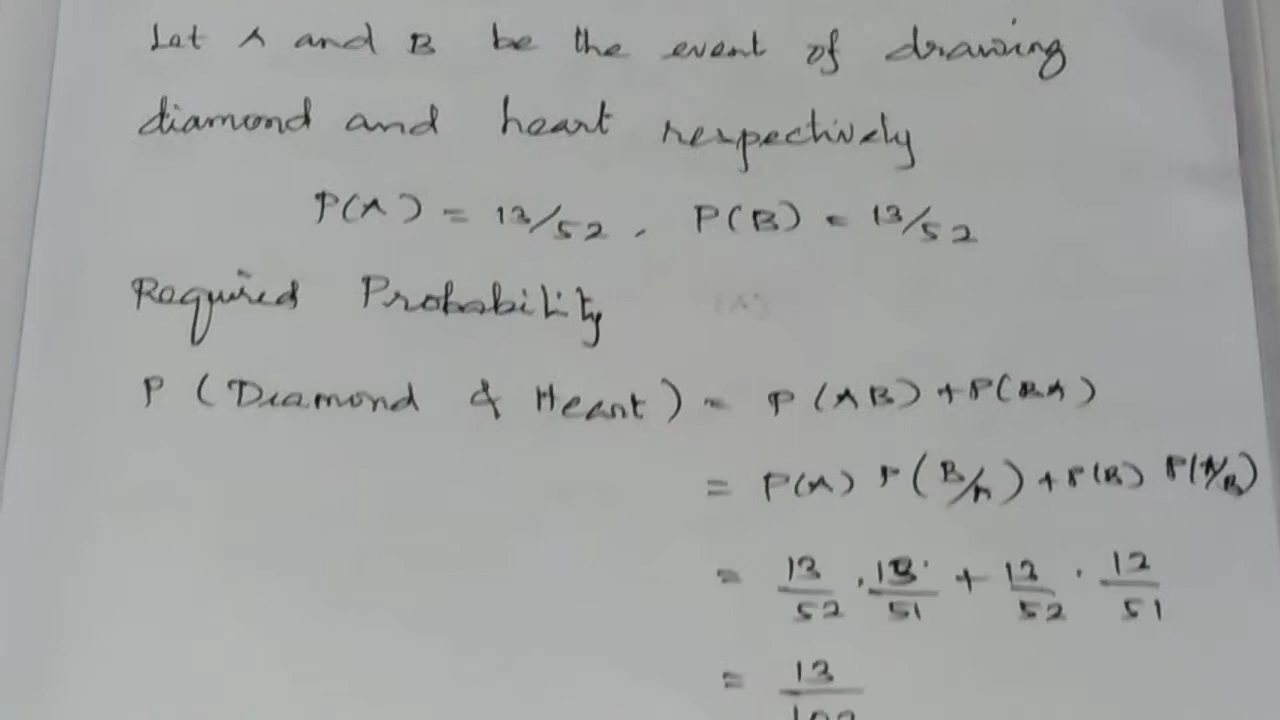 Let A and B be the event of drawing
diamond and heart respectively
P(A) = 13/52, P(B) = 13/52
Required Probability
P (Diamond & Heart) = P(AB) + P(BA)
= P(A) P(B/A) + P(B) P(A/B)
= 13/52 . 13/51 + 13/52 . 13/51
= 13/